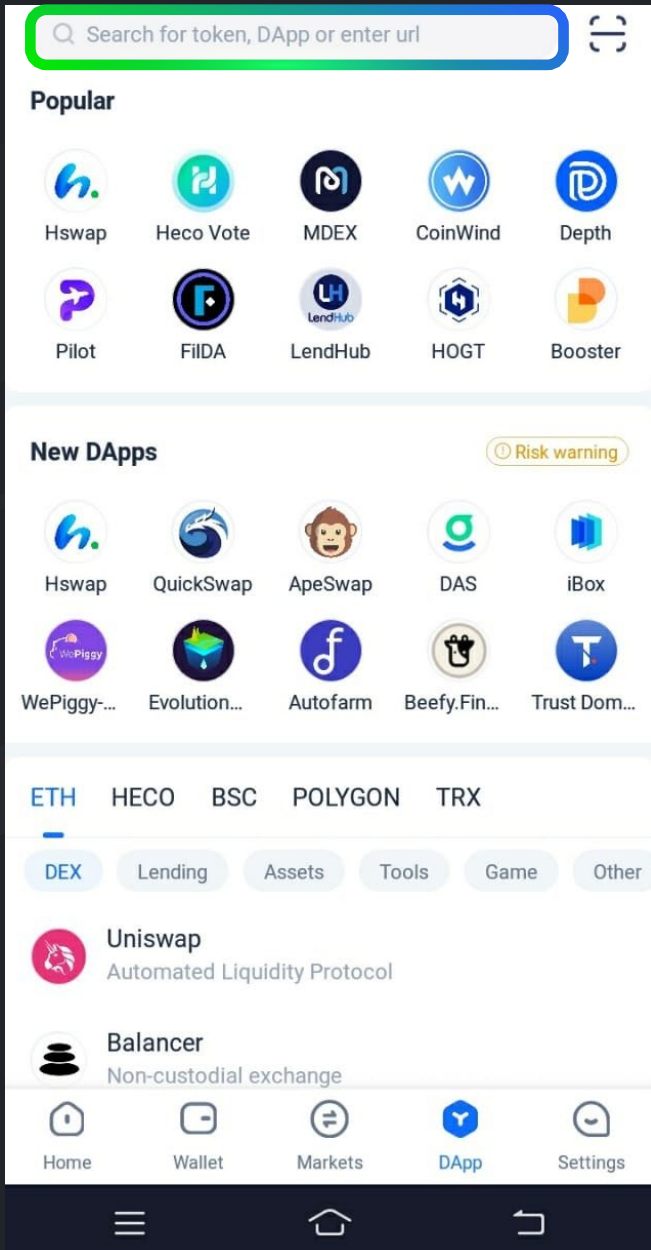 Search for token, DApp or enter url
Popular
Hswap Heco Vote MDEX CoinWind Depth
LH
LendHub
Pilot FilDA LendHub HOGT Booster
New DApps Risk warning
Hswap QuickSwap ApeSwap DAS iBox
WePiggy
WePiggy-... Evolution... Autofarm Beefy.Fin... Trust Dom...
ETH HECO BSC POLYGON TRX
DEX Lending Assets Tools Game Other
Uniswap
Automated Liquidity Protocol
Balancer
Non-custodial exchange
Home Wallet Markets DApp Settings